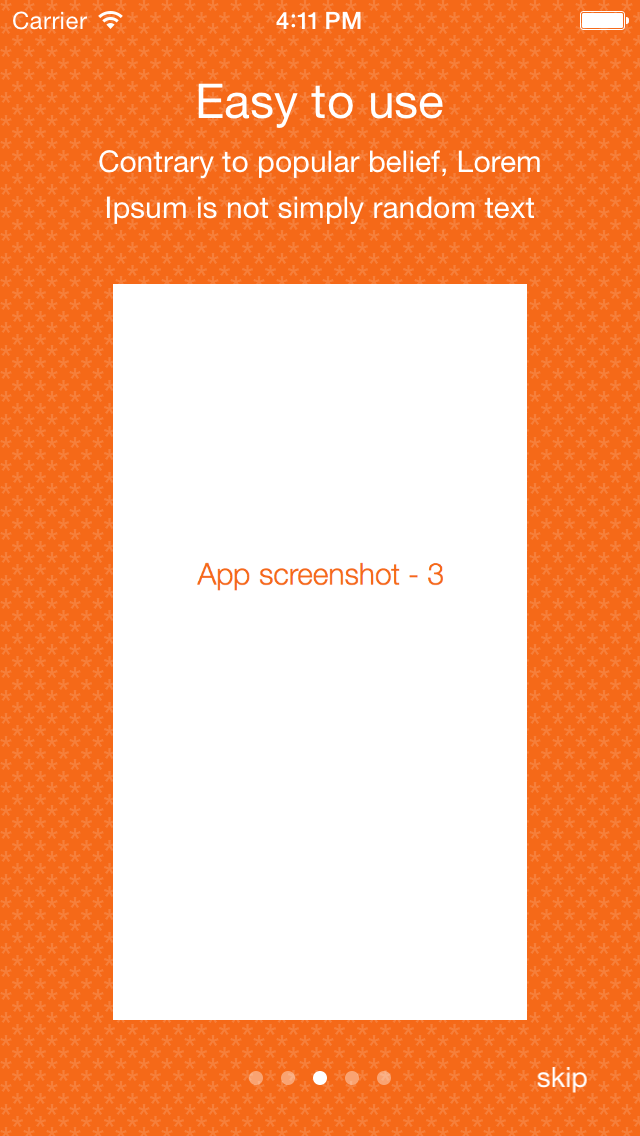 Carrier 4:11 PM
Easy to use
Contrary to popular belief, Lorem
Ipsum is not simply random text
App screenshot - 3
skip